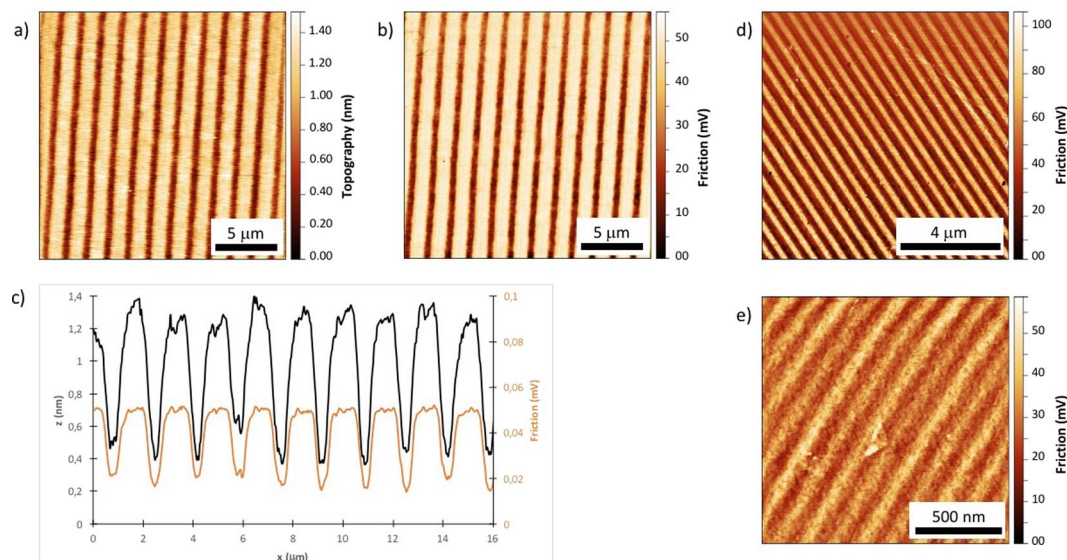 a)
1.40
1.00
0.80
0.60
0.40
0.20
0.00
Topography (nm)
5 μm
b)
50
40
30
20
10
00
Friction (mV)
5 μm
d)
100
80
60
40
20
00
Friction (mV)
4 μm
c)
1,4
1,2
1
0,8
0,6
0,4
0,2
0
z (nm)
0 2 4 6 8 10 12 14 16
x (μm)
0,1
0,08
0,06
0,04
0,02
0
Friction (mV)
e)
50
40
30
20
10
00
Friction (mV)
500 nm